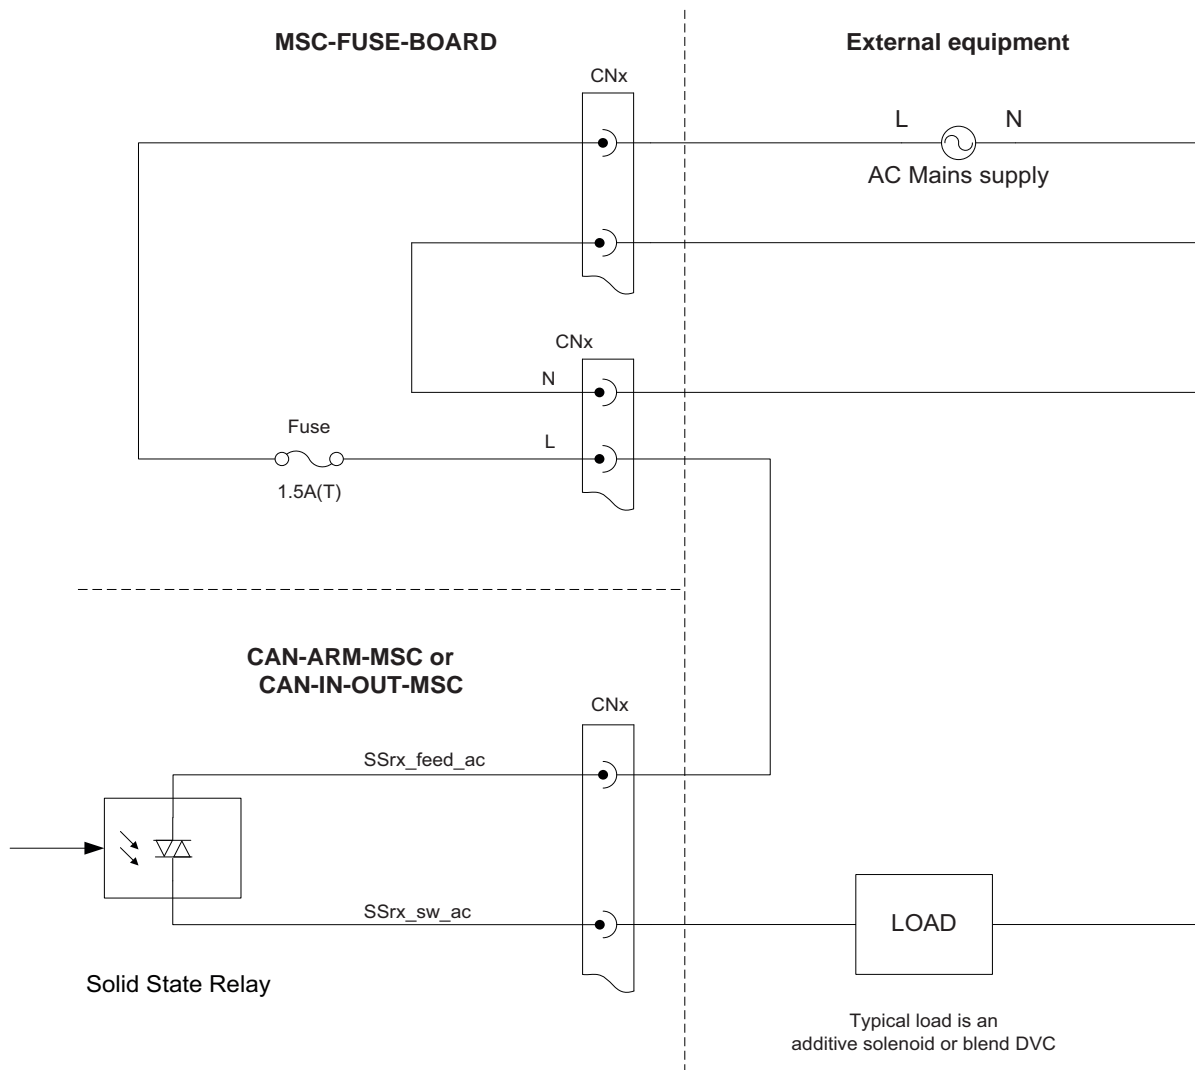 MSC-FUSE-BOARD
External equipment
CNx
L
N
AC Mains supply
CNx
N
Fuse
L
1.5A(T)
CAN-ARM-MSC or
CAN-IN-OUT-MSC
CNx
SSrx_feed_ac
SSrx_sw_ac
LOAD
Solid State Relay
Typical load is an
additive solenoid or blend DVC